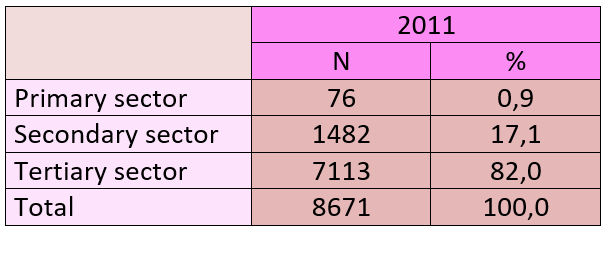 2011
N %
Primary sector 76 0,9
Secondary sector 1482 17,1
Tertiary sector 7113 82,0
Total 8671 100,0